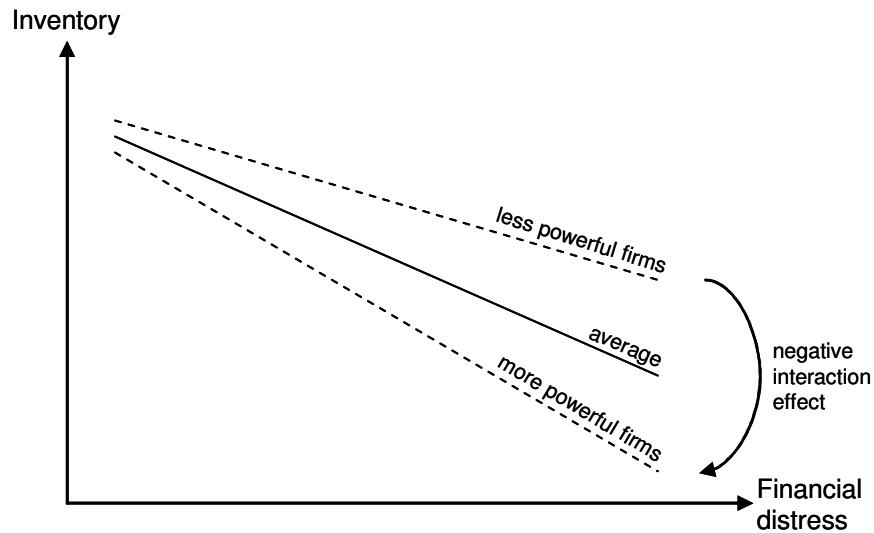 Inventory
less powerful firms
average
more powerful firms
negative
interaction
effect
Financial
distress